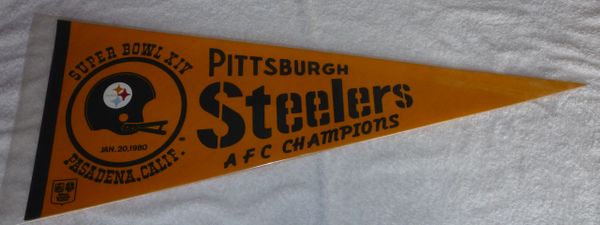 SUPER BOWL XIV
JAN. 20, 1980
PASADENA, CALIF.
PITTSBURGH
Steelers
AFC CHAMPIONS